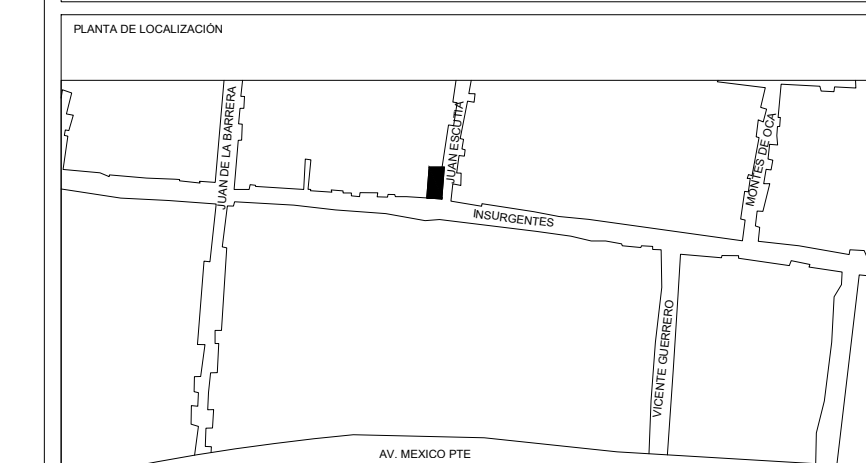 PLANTA DE LOCALIZACIÓN
JUAN DE LA BARRERA
JUAN ESCUTIA
MONTES DE OCA
INSURGENTES
VICENTE GUERRERO
AV. MEXICO PTE